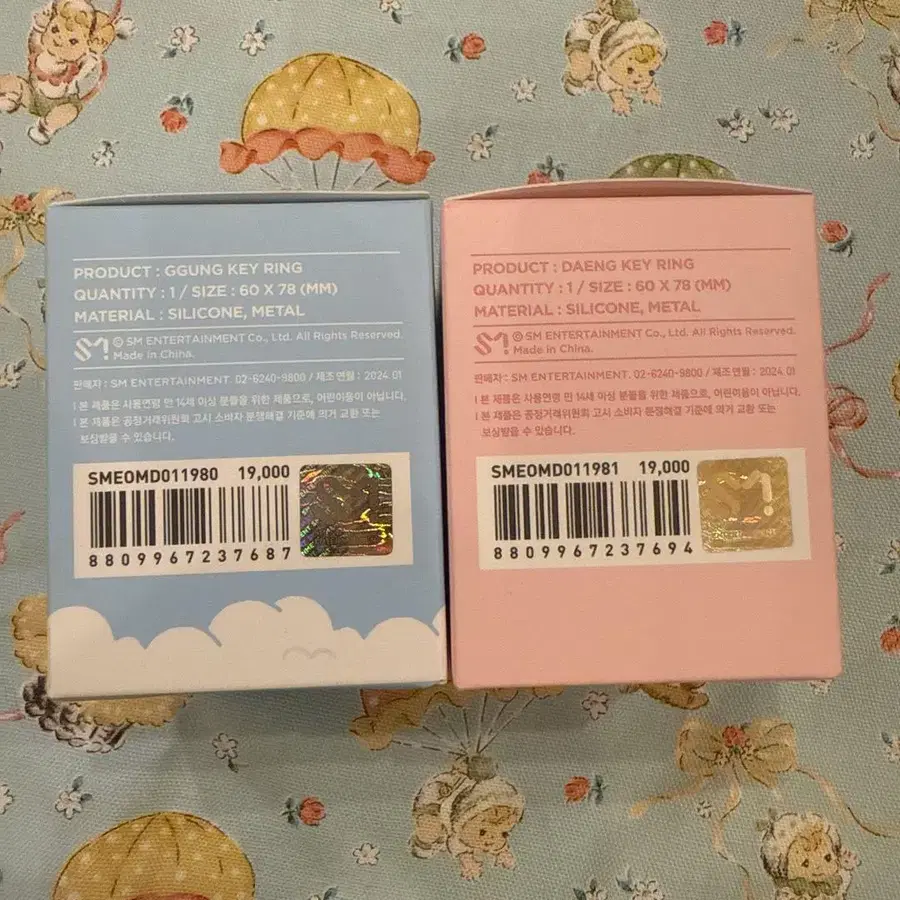 PRODUCT : GGUNG KEY RING
QUANTITY : 1 / SIZE : 60 X 78 (MM)
MATERIAL : SILICONE, METAL
SM
© SM ENTERTAINMENT Co., Ltd. All Rights Reserved.
Made in China.
판매자 : SM ENTERTAINMENT. 02-6240-9800 / 제조연월 : 2024. 01
| 본 제품은 사용연령 만 14세 이상 분들을 위한 제품으로, 어린이용이 아닙니다.
| 본 제품은 공정거래위원회 고시 소비자 분쟁해결 기준에 의거 교환 또는
보상받을 수 있습니다.
SMEOMD011980 19,000
8809967237687
PRODUCT : DAENG KEY RING
QUANTITY : 1 / SIZE : 60 X 78 (MM)
MATERIAL : SILICONE, METAL
SM
© SM ENTERTAINMENT Co., Ltd. All Rights Reserved.
Made in China.
판매자 : SM ENTERTAINMENT. 02-6240-9800 / 제조연월 : 2024. 01
| 본 제품은 사용연령 만 14세 이상 분들을 위한 제품으로, 어린이용이 아닙니다.
| 본 제품은 공정거래위원회 고시 소비자 분쟁해결 기준에 의거 교환 또는
보상받을 수 있습니다.
SMEOMD011981 19,000
8809967237694